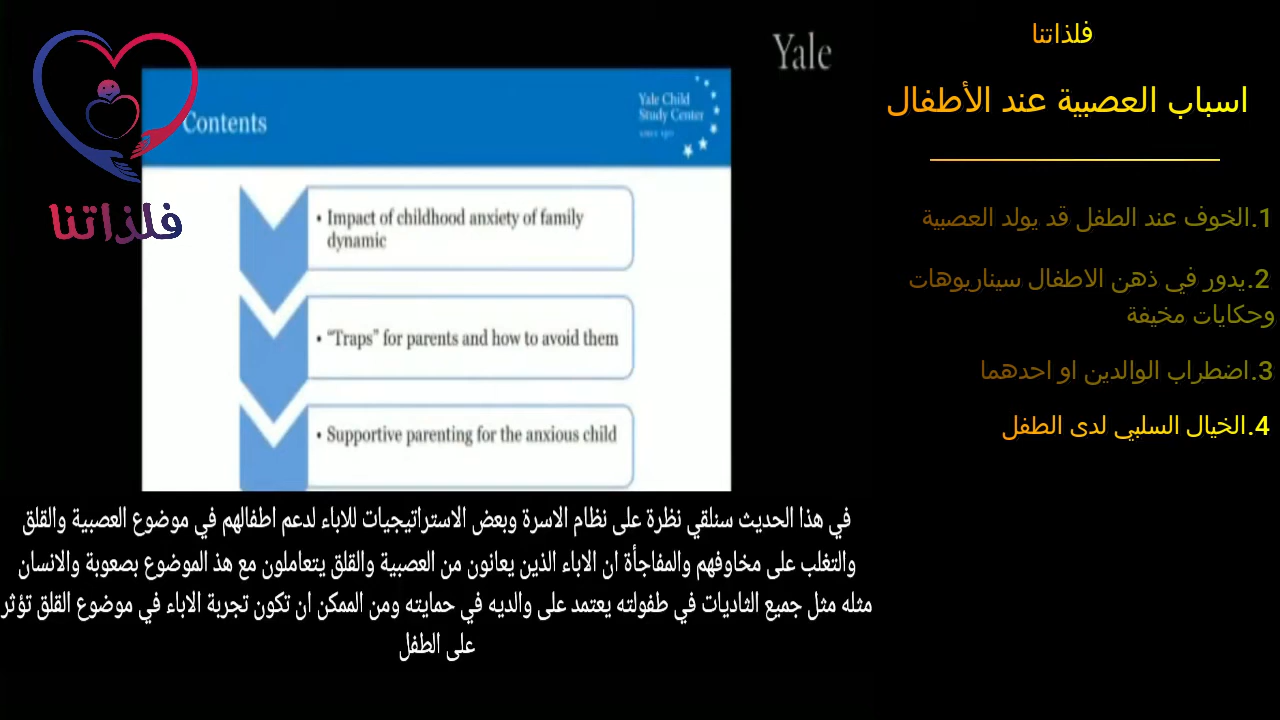 Yale
Contents
Yale Child
Study Center
• Impact of childhood anxiety of family
dynamic
• “Traps” for parents and how to avoid them
• Supportive parenting for the anxious child
فلذاتنا
فلذاتنا
اسباب العصبية عند الأطفال
1.الخوف عند الطفل قد يولد العصبية
2.يدور في ذهن الاطفال سيناريوهات
وحكايات مخيفة
3.اضطراب الوالدين او احدهما
4.الخيال السلبي لدى الطفل
في هذا الحديث سنلقي نظرة على نظام الاسرة وبعض الاستراتيجيات للاباء لدعم اطفالهم في موضوع العصبية والقلق
والتغلب على مخاوفهم والمفاجأة ان الاباء الذين يعانون من العصبية والقلق يتعاملون مع هذ الموضوع بصعوبة والانسان
مثله مثل جميع الثاديات في طفولته يعتمد على والديه في حمايته ومن الممكن ان تكون تجربة الاباء في موضوع القلق تؤثر
على الطفل